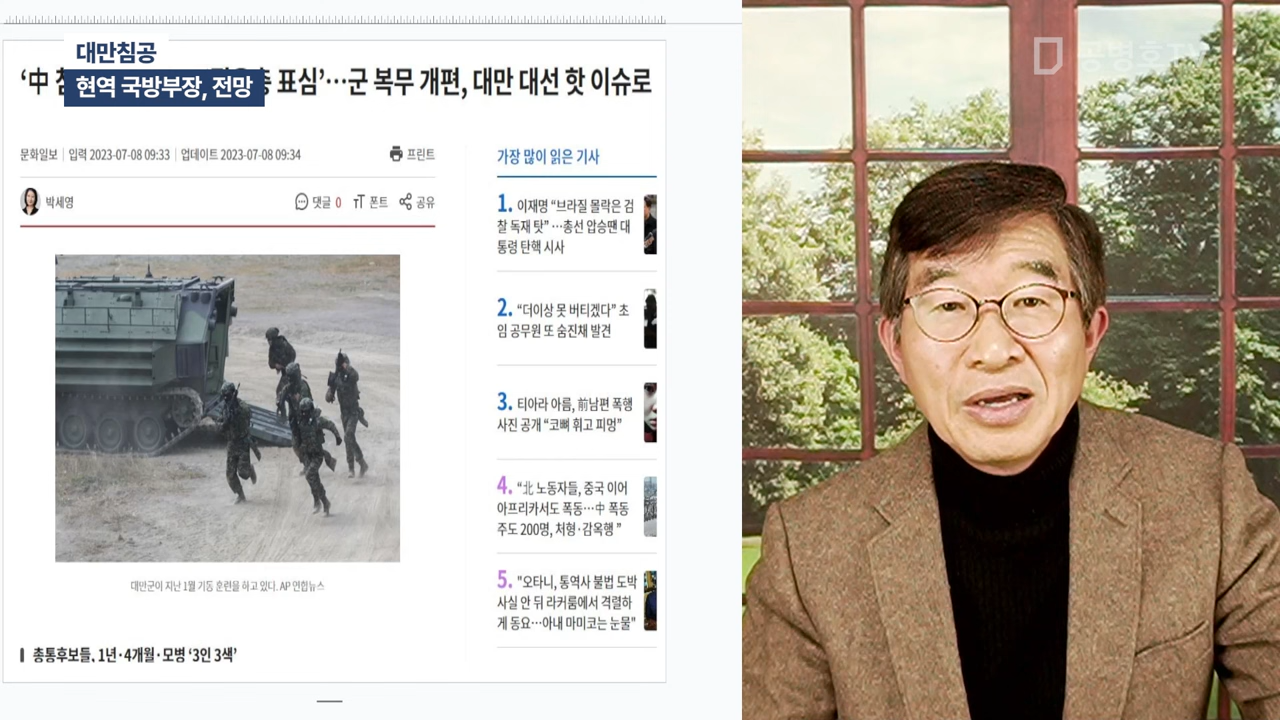 대만침공
현역 국방부장, 전망
‘中 표심’…군 복무 개편, 대만 대선 핫 이슈로
문화일보 | 입력 2023-07-08 09:33 | 업데이트 2023-07-08 09:34
프린트
박세영
댓글 0 폰트 공유
대만군이 지난 1월 기동 훈련을 하고 있다. AP 연합뉴스
총통후보들, 1년·4개월·모병 ‘3인 3색’
가장 많이 읽은 기사
1. 이재명 “브라질 몰락은 검
찰 독재 탓” …총선 압승땐 대
통령 탄핵 시사
2. “더이상 못 버티겠다” 초
임 공무원 또 숨진채 발견
3. 티아라 아름, 前남편 폭행
사진 공개 “코뼈 휘고 피멍”
4. “北 노동자들, 중국 이어
아프리카서도 폭동…中 폭동
주도 200명, 처형·감옥행 ”
5. "오타니, 통역사 불법 도박
사실 안 뒤 라커룸에서 격렬하
게 동요…아내 마미코는 눈물"
공병호TV